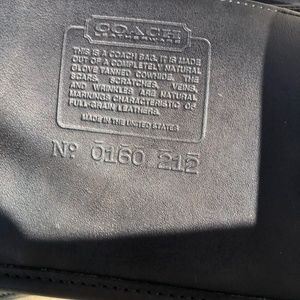 COACH
THIS IS A COACH BAG. IT IS MADE
OUT OF A COMPLETELY NATURAL
GLOVE TANNED COWHIDE. THE
SCARS, SCRATCHES, VEINS,
AND WRINKLES ARE NATURAL
MARKINGS CHARACTERISTIC OF
FULL-GRAIN LEATHERS.
MADE IN THE UNITED STATES
Nº 0160 215